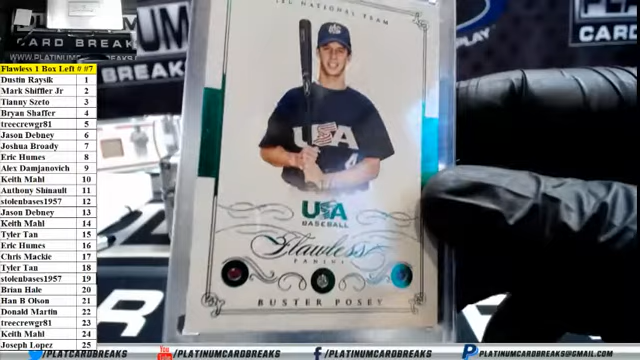 CARD BREAKS
WWW.PLATINUMCARDBREAKS.
BREAK
UM
Flawless 1 Box Left # #7
Dustin Raysik 1
Mark Shiffler Jr 2
Tianny Szeto 3
Bryan Shaffer 4
treecrewgr81 5
Jason Debney 6
Joshua Broady 7
Eric Humes 8
Alex Damjanovich 9
Keith Mahl 10
Anthony Shinault 11
stolenbases1957 12
Jason Debney 13
Keith Mahl 14
Tyler Tan 15
Eric Humes 16
Chris Mackie 17
Tyler Tan 18
stolenbases1957 19
Brian Hale 20
Han B Olson 21
Donald Martin 22
treecrewgr81 23
Keith Mahl 24
Joseph Lopez 25
NATIONAL TEAM
USA
4
USA
BASEBALL
Flawless
PANINI
BUSTER POSEY
CARD
/PLATCARDBREAKS
/PLATINUMCARDBREAKS
/PLATINUMCARDBREAKS
/PLATINUMCARDBREAKS@GMAIL.COM